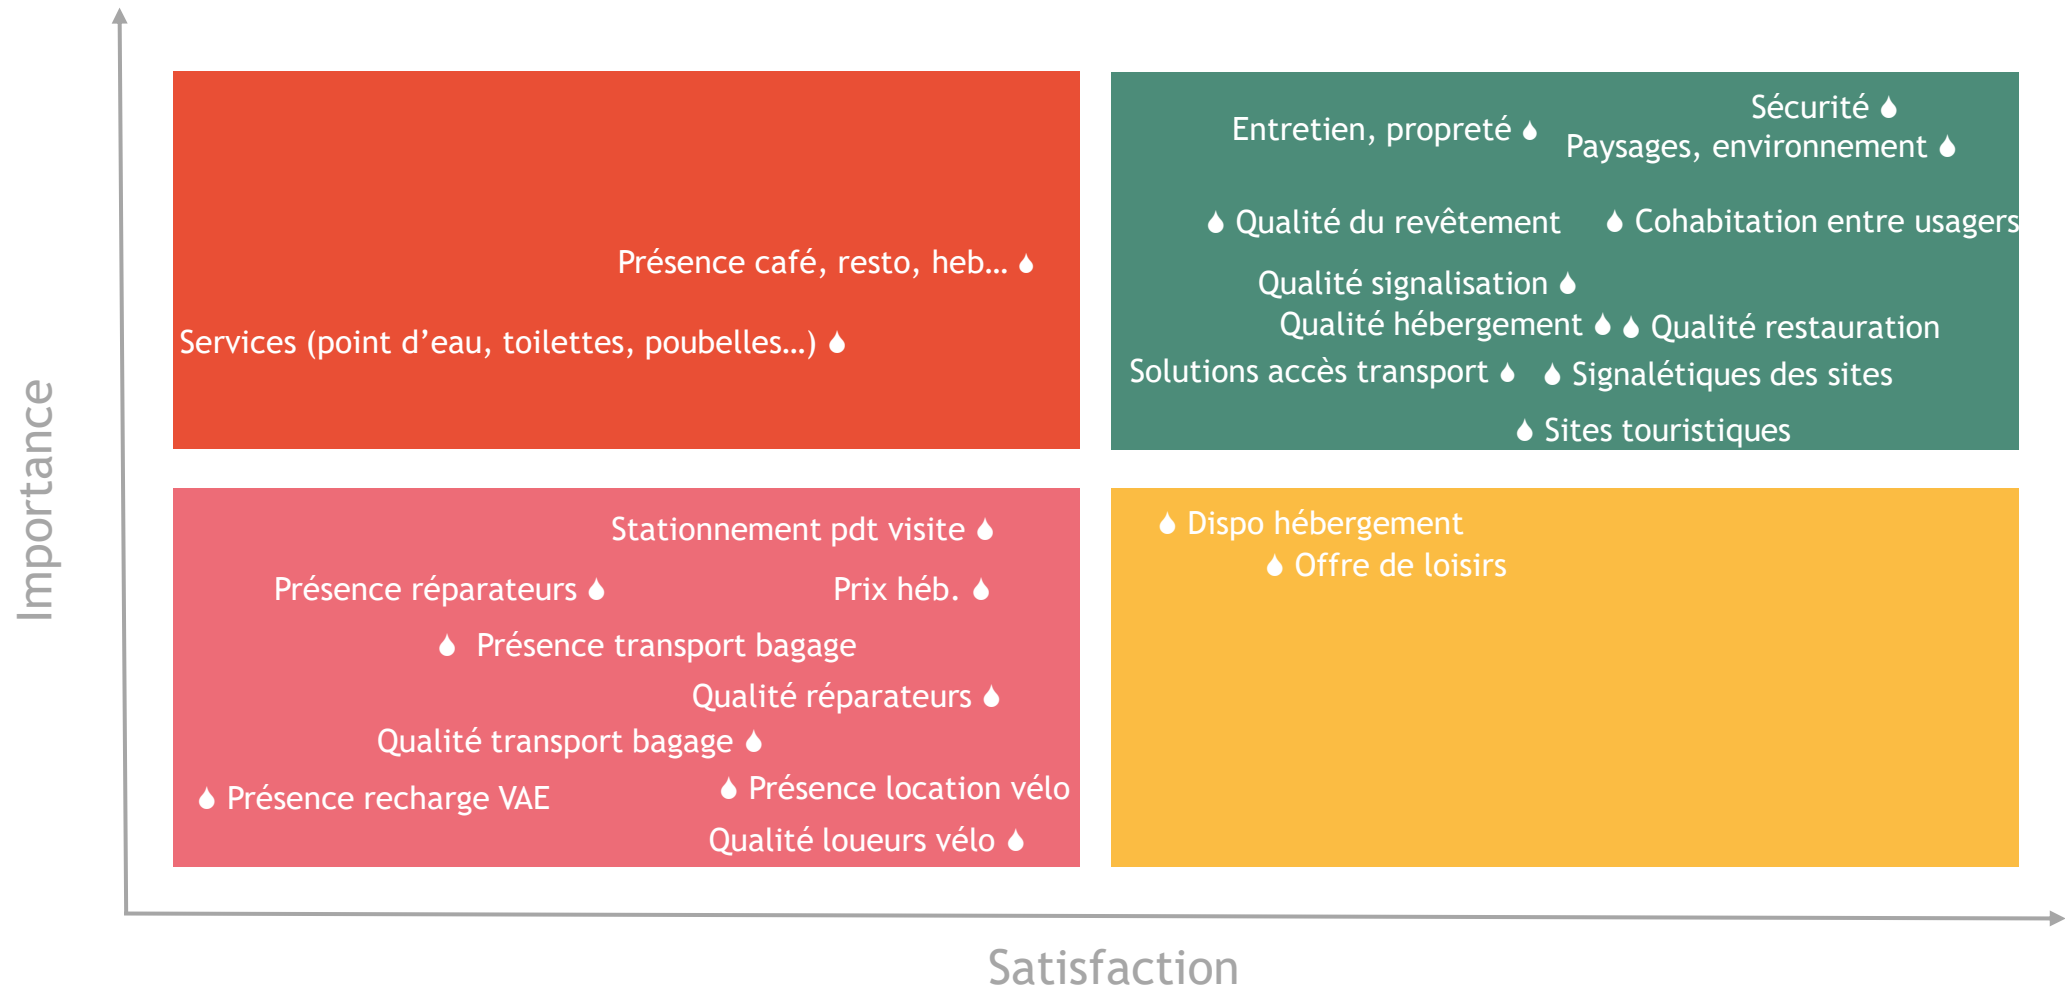 Importance
Présence café, resto, heb…
Services (point d’eau, toilettes, poubelles…)
Sécurité
Entretien, propreté
Paysages, environnement
Qualité du revêtement
Cohabitation entre usagers
Qualité signalisation
Qualité hébergement
Qualité restauration
Solutions accès transport
Signalétiques des sites
Sites touristiques
Stationnement pdt visite
Présence réparateurs
Prix héb.
Présence transport bagage
Qualité réparateurs
Qualité transport bagage
Présence recharge VAE
Présence location vélo
Qualité loueurs vélo
Dispo hébergement
Offre de loisirs
Satisfaction